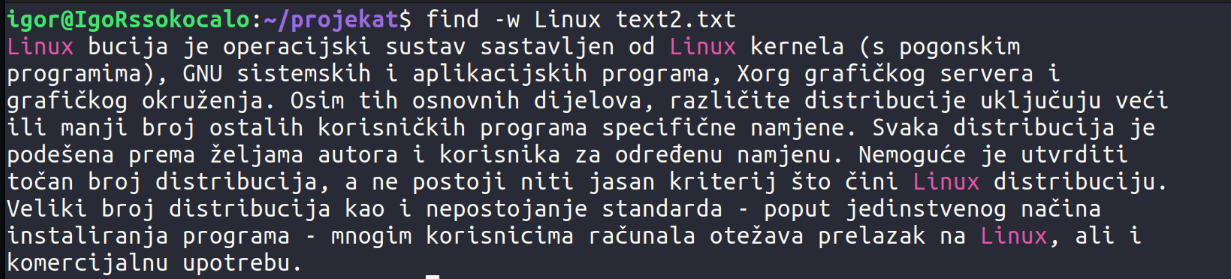 igor@IgoRssokocalo:~/projekat$ find -w Linux text2.txt
Linux bucija je operacijski sustav sastavljen od Linux kernela (s pogonskim
programima), GNU sistemskih i aplikacijskih programa, Xorg grafičkog servera i
grafičkog okruženja. Osim tih osnovnih dijelova, različite distribucije uključuju veći
ili manji broj ostalih korisničkih programa specifične namjene. Svaka distribucija je
podešena prema željama autora i korisnika za određenu namjenu. Nemoguće je utvrditi
točan broj distribucija, a ne postoji niti jasan kriterij što čini Linux distribuciju.
Veliki broj distribucija kao i nepostojanje standarda - poput jedinstvenog načina
instaliranja programa - mnogim korisnicima računala otežava prelazak na Linux, ali i
komercijalnu upotrebu.